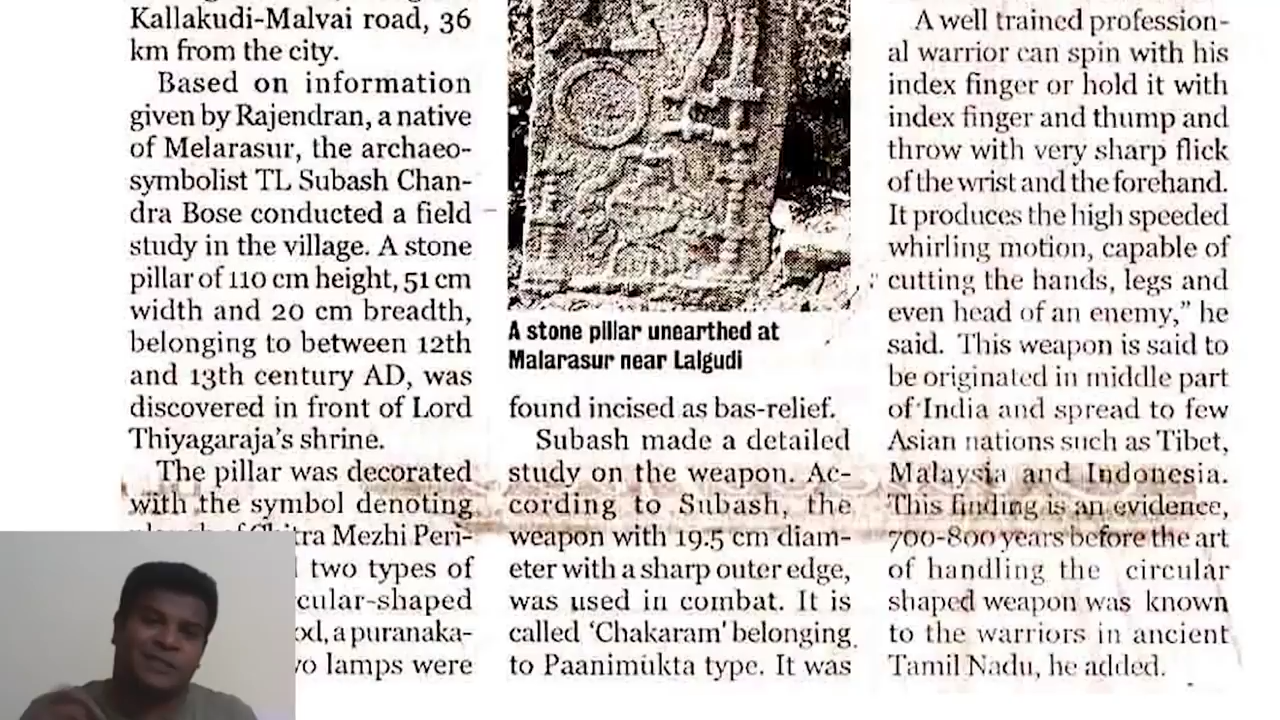 Kallakudi-Malvai road, 36
km from the city.
Based on information
given by Rajendran, a native
of Melarasur, the archaeo-
symbolist TL Subash Chan-
dra Bose conducted a field
study in the village. A stone
pillar of 110 cm height, 51 cm
width and 20 cm breadth,
belonging to between 12th
and 13th century AD, was
discovered in front of Lord
Thiyagaraja's shrine.
The pillar was decorated
with the symbol denoting
Mezhi Peri-
two types of
cular-shaped
a puranaka-
lamps were
A stone pillar unearthed at
Malarasur near Lalgudi
found incised as bas-relief.
Subash made a detailed
study on the weapon. Ac-
cording to Subash, the
weapon with 19.5 cm diam-
eter with a sharp outer edge,
was used in combat. It is
called 'Chakaram' belonging
to Paanimukta type. It was
A well trained profession-
al warrior can spin with his
index finger or hold it with
index finger and thump and
throw with very sharp flick
of the wrist and the forehand.
It produces the high speeded
whirling motion, capable of
cutting the hands, legs and
even head of an enemy," he
said. This weapon is said to
be originated in middle part
of India and spread to few
Asian nations such as Tibet,
Malaysia and Indonesia.
This finding is an evidence,
700-800 years before the art
of handling the circular
shaped weapon was known
to the warriors in ancient
Tamil Nadu, he added.